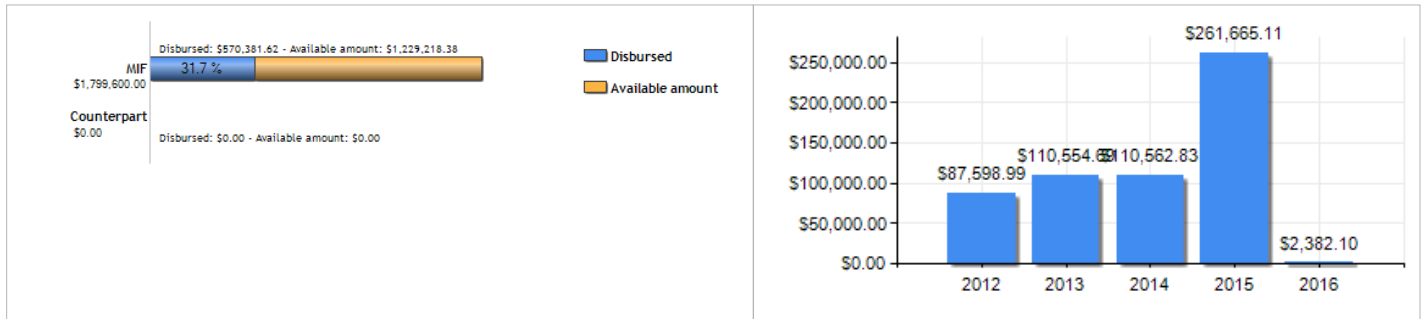 Disbursed: $570,381.62 - Available amount: $1,229,218.38
MIF
31.7 %
$1,799,600.00
Counterpart
$0.00
Disbursed: $0.00 - Available amount: $0.00
Disbursed
Available amount
$261,665.11
$250,000.00
$200,000.00
$150,000.00
$110,554.69
$110,562.83
$87,598.99
$100,000.00
$50,000.00
$2,382.10
$0.00
2012 2013 2014 2015 2016